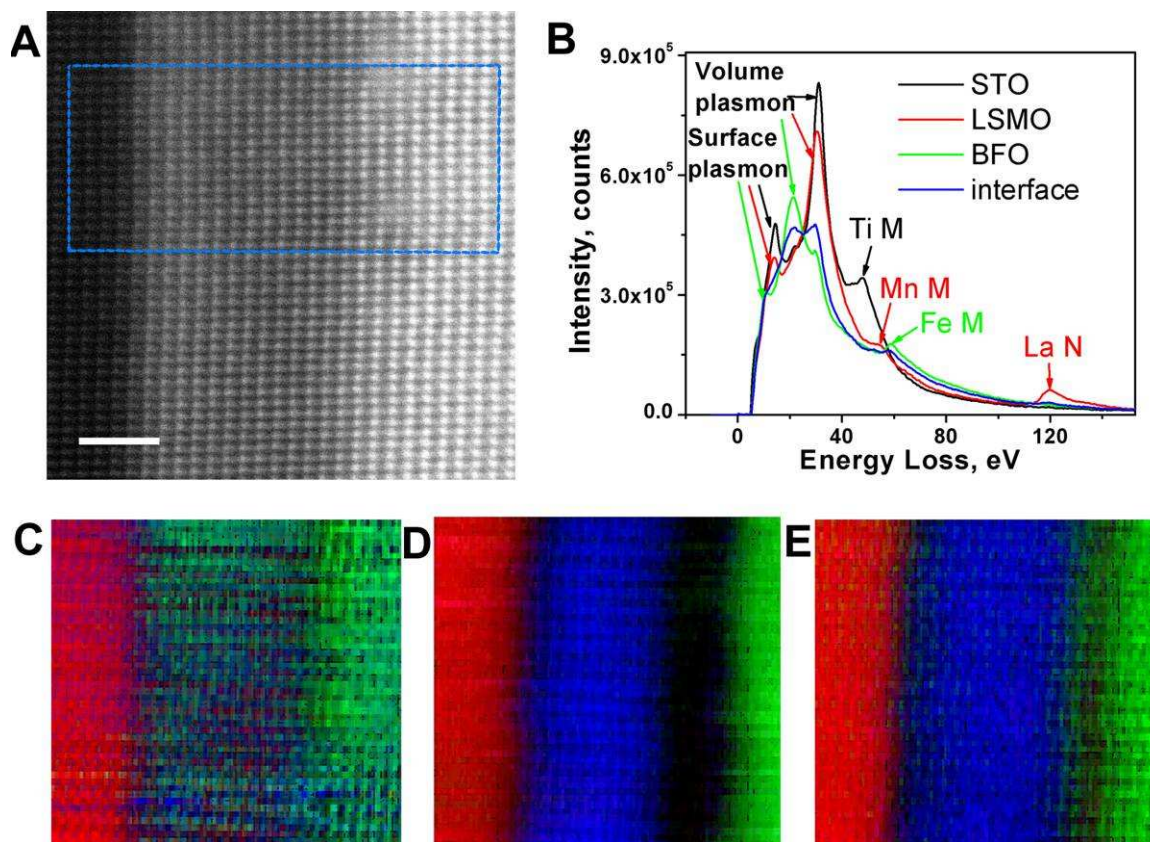 A
B
9.0x10⁵
6.0x10⁵
3.0x10⁵
0.0
Intensity, counts
Volume
plasmon
Surface
plasmon
STO
LSMO
BFO
interface
Ti M
Mn M
Fe M
La N
0 40 80 120
Energy Loss, eV
C
D
E